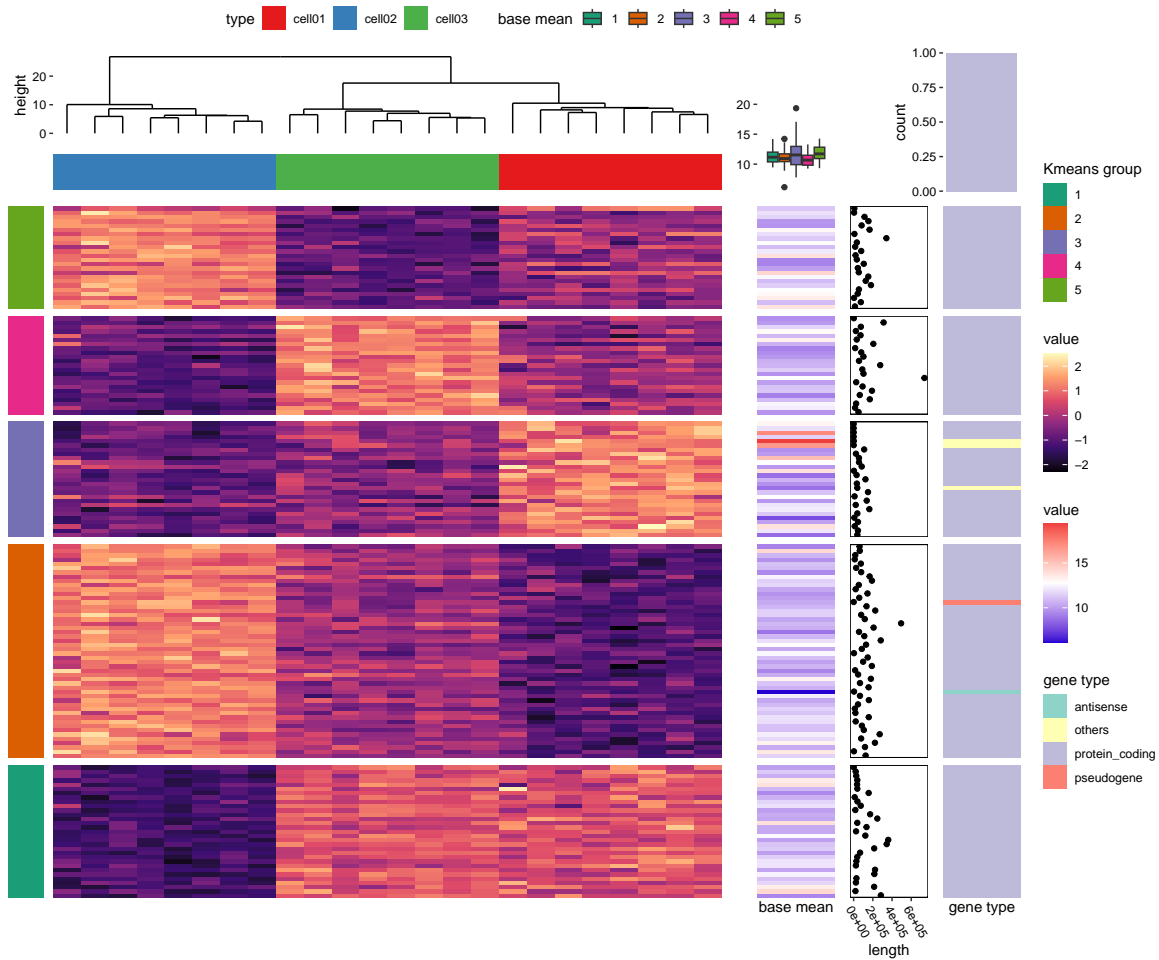 type cell01 cell02 cell03 base mean 1 2 3 4 5
height
20
10
0
20
15
10
count
1.00
0.75
0.50
0.25
0.00
Kmeans group
1
2
3
4
5
value
2
1
0
−1
−2
value
15
10
gene type
antisense
others
protein_coding
pseudogene
base mean
0e+00 2e+05 4e+05 6e+05
length
gene type